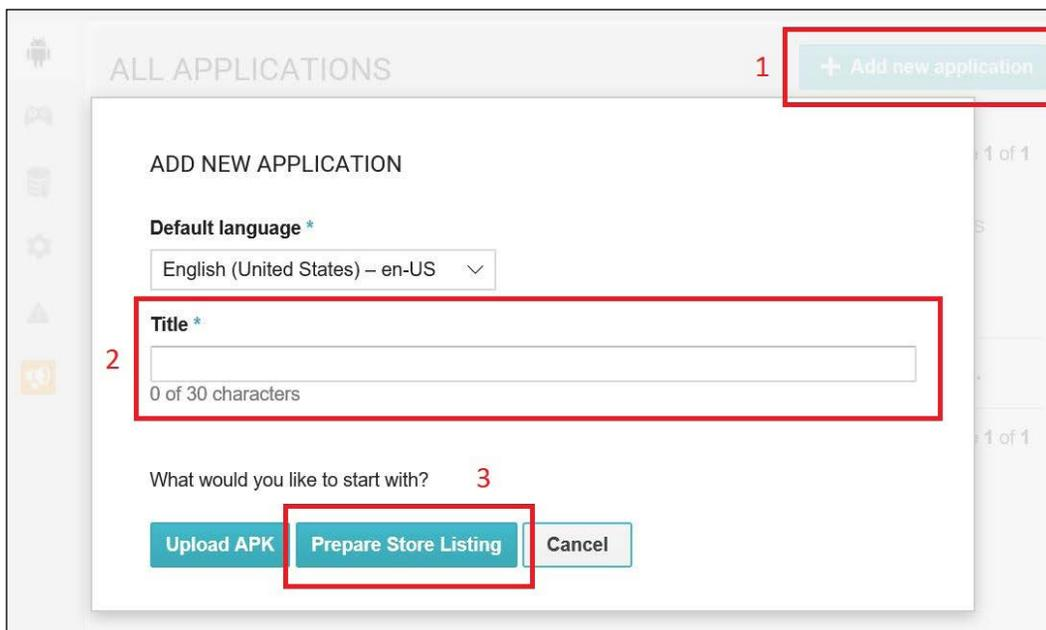 ALL APPLICATIONS
1
+ Add new application
ADD NEW APPLICATION
1 of 1
Default language *
s
English (United States) – en-US
Title *
2
0 of 30 characters
1 of 1
What would you like to start with?
3
Upload APK
Prepare Store Listing
Cancel